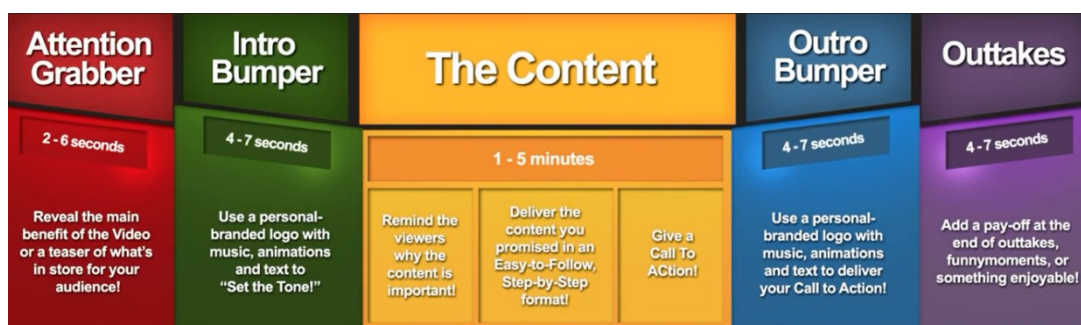 Attention
Grabber
2 - 6 seconds
Reveal the main
benefit of the Video
or a teaser of what's
in store for your
audience!
Intro
Bumper
4 - 7 seconds
Use a personal-
branded logo with
music, animations
and text to
“Set the Tone!”
The Content
1 - 5 minutes
Remind the
viewers
why the
content is
important!
Deliver the
content you
promised in an
Easy-to-Follow,
Step-by-Step
format!
Give a
Call To
ACtion!
Outro
Bumper
4 - 7 seconds
Use a personal-
branded logo with
music, animations
and text to deliver
your Call to Action!
Outtakes
4 - 7 seconds
Add a pay-off at the
end of outtakes,
funnymoments, or
something enjoyable!